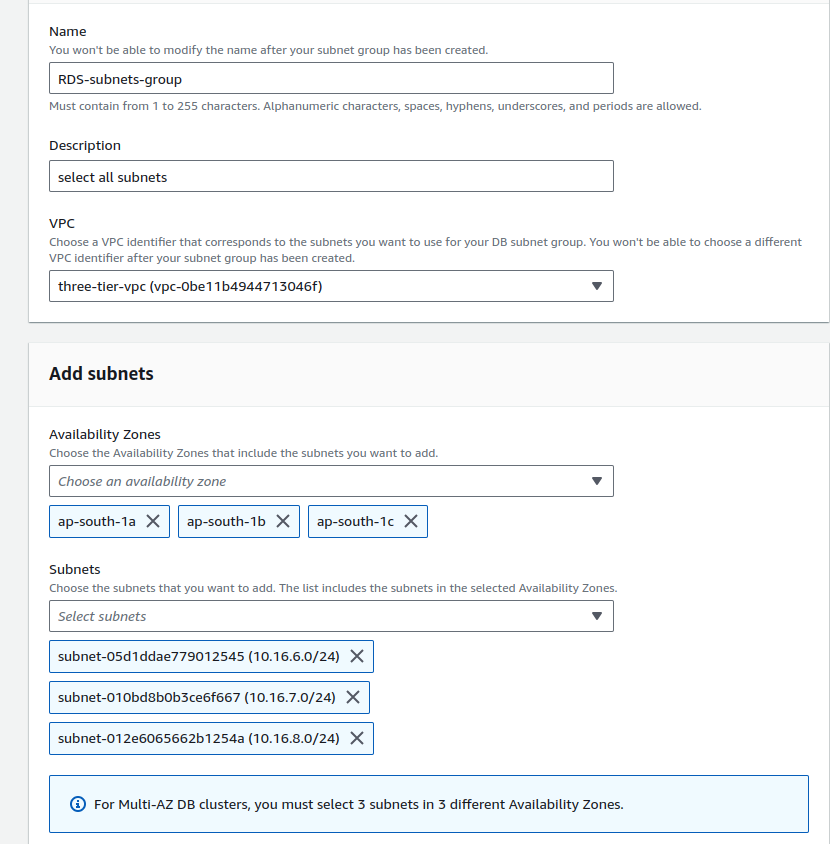 Name
You won't be able to modify the name after your subnet group has been created.
RDS-subnets-group
Must contain from 1 to 255 characters. Alphanumeric characters, spaces, hyphens, underscores, and periods are allowed.
Description
select all subnets
VPC
Choose a VPC identifier that corresponds to the subnets you want to use for your DB subnet group. You won't be able to choose a different
VPC identifier after your subnet group has been created.
three-tier-vpc (vpc-0be11b4944713046f)
Add subnets
Availability Zones
Choose the Availability Zones that include the subnets you want to add.
Choose an availability zone
ap-south-1a ap-south-1b ap-south-1c
Subnets
Choose the subnets that you want to add. The list includes the subnets in the selected Availability Zones.
Select subnets
subnet-05d1ddae779012545 (10.16.6.0/24)
subnet-010bd8b0b3ce6f667 (10.16.7.0/24)
subnet-012e6065662b1254a (10.16.8.0/24)
For Multi-AZ DB clusters, you must select 3 subnets in 3 different Availability Zones.